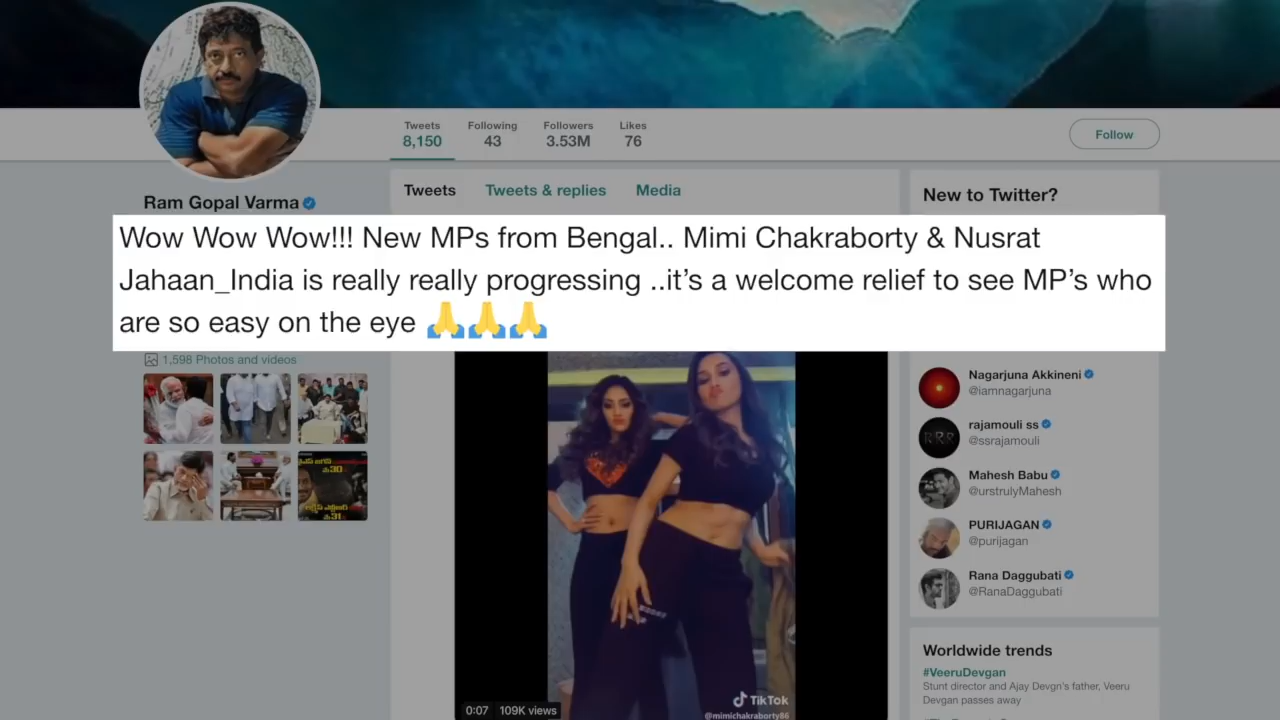 Tweets
8,150
Following
43
Followers
3.53M
Likes
76
Follow
Ram Gopal Varma
Tweets
Tweets & replies
Media
New to Twitter?
Wow Wow Wow!!! New MPs from Bengal.. Mimi Chakraborty & Nusrat
Jahaan_India is really really progressing ..it’s a welcome relief to see MP’s who
are so easy on the eye 🙏🙏🙏
1,598 Photos and videos
0:07
109K views
TikTok
@mimichakraborty86
Nagarjuna Akkineni
@iamnagarjuna
rajamouli ss
@ssrajamouli
RRR
Mahesh Babu
@urstrulyMahesh
PURIJAGAN
@purijagan
Rana Daggubati
@RanaDaggubati
Worldwide trends
#VeeruDevgan
Stunt director and Ajay Devgn's father, Veeru
Devgan passes away